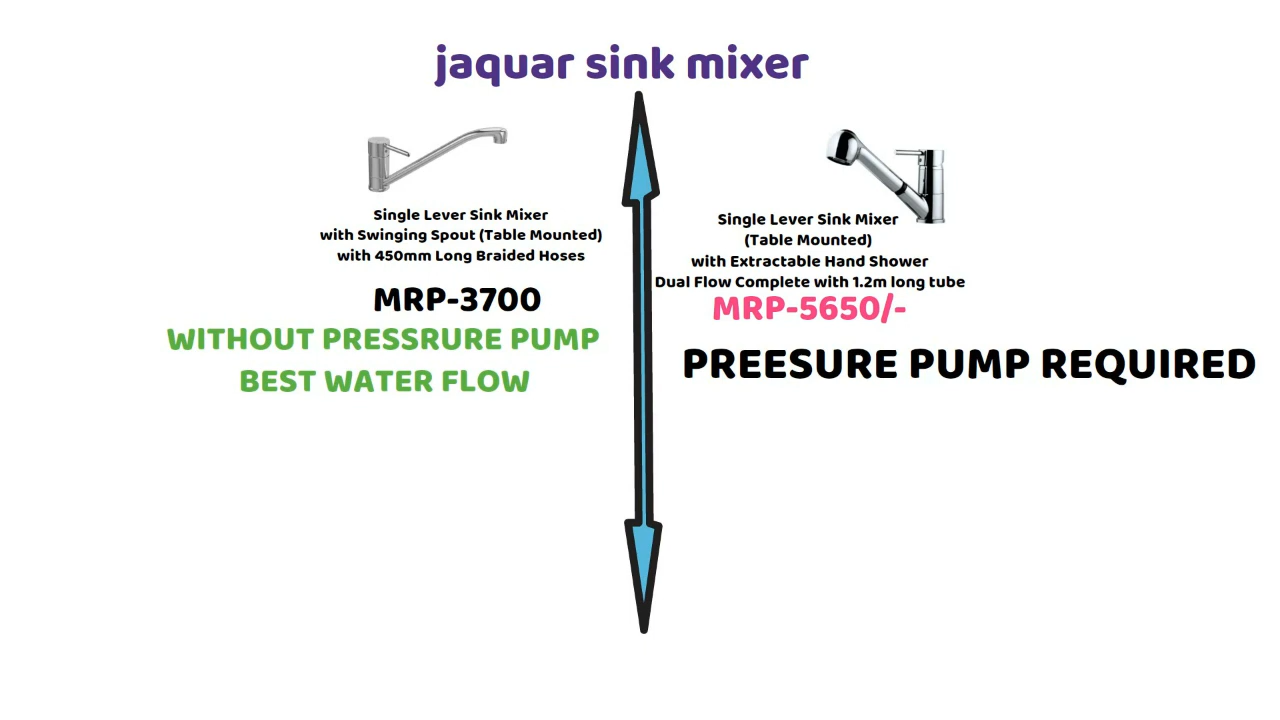 jaquar sink mixer
Single Lever Sink Mixer
with Swinging Spout (Table Mounted)
with 450mm Long Braided Hoses
MRP-3700
WITHOUT PRESSRURE PUMP
BEST WATER FLOW
Single Lever Sink Mixer
(Table Mounted)
with Extractable Hand Shower
Dual Flow Complete with 1.2m long tube
MRP-5650/-
PREESURE PUMP REQUIRED